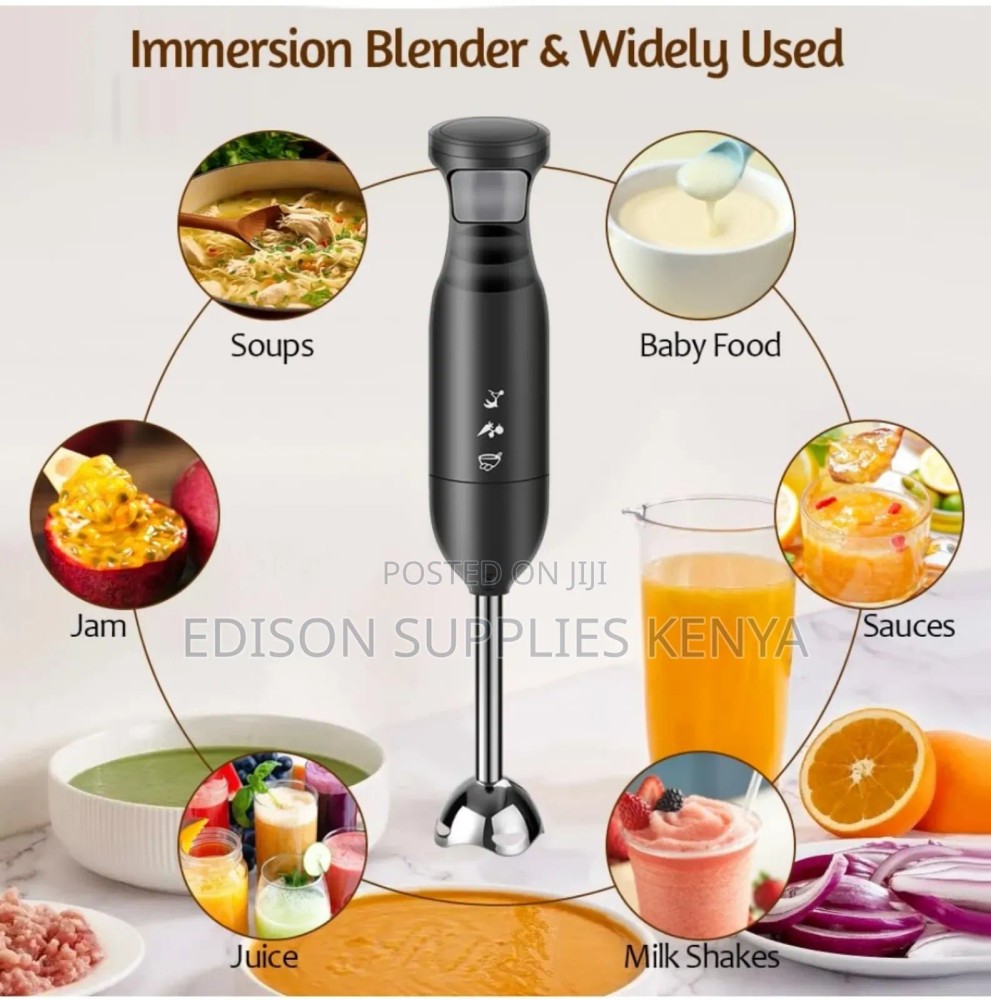 Immersion Blender & Widely Used
Soups
Baby Food
Jam
Sauces
POSTED ON JIJI
EDISON SUPPLIES KENYA
Juice
Milk Shakes